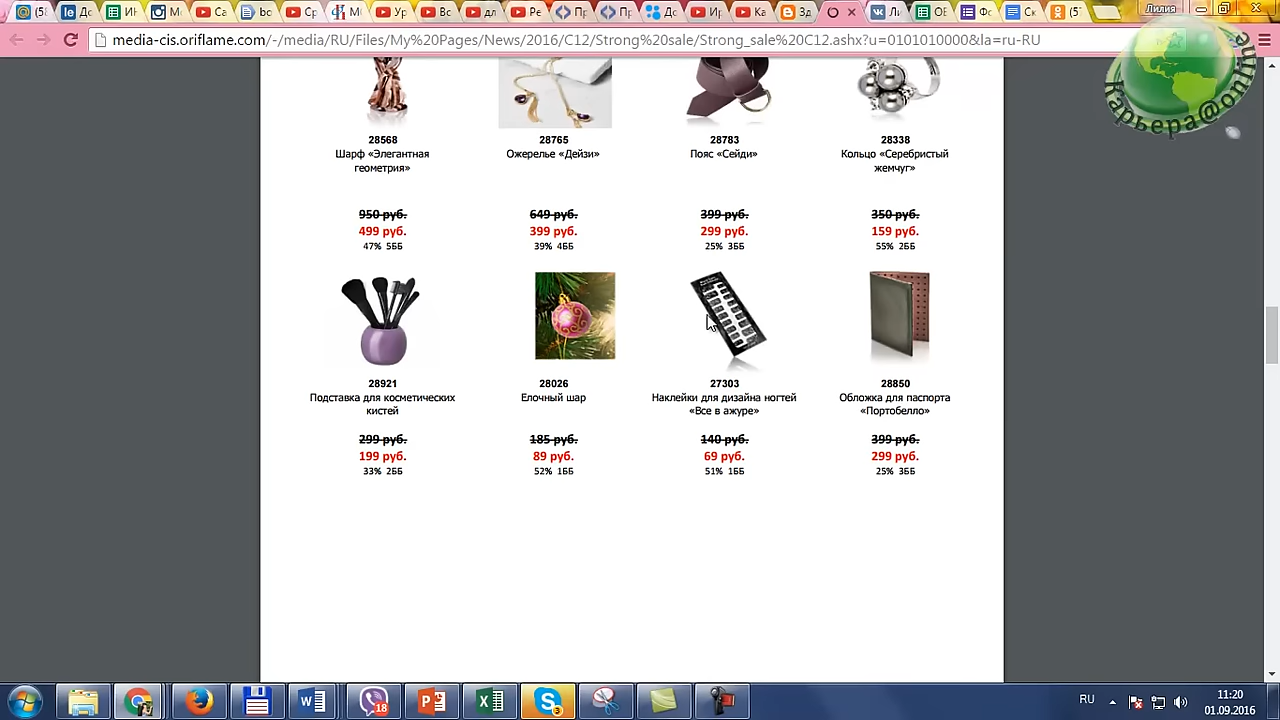 Лилия
media-cis.oriflame.com/-/media/RU/Files/My%20Pages/News/2016/C12/Strong%20sale/Strong_sale%20C12.ashx?u=0101010000&la=ru-RU
Карьера@online
28568 28765 28783 28338
Шарф «Элегантная Ожерелье «Дейзи» Пояс «Сейди» Кольцо «Серебристый
геометрия» жемчуг»
950 руб. 649 руб. 399 руб. 350 руб.
499 руб. 399 руб. 299 руб. 159 руб.
47% 5ББ 39% 4ББ 25% 3ББ 55% 2ББ
28921 28026 27303 28850
Подставка для косметических Елочный шар Наклейки для дизайна ногтей Обложка для паспорта
кистей «Все в ажуре» «Портобелло»
299 руб. 185 руб. 140 руб. 399 руб.
199 руб. 89 руб. 69 руб. 299 руб.
33% 2ББ 52% 1ББ 51% 1ББ 25% 3ББ
18
3
RU
11:20
01.09.2016